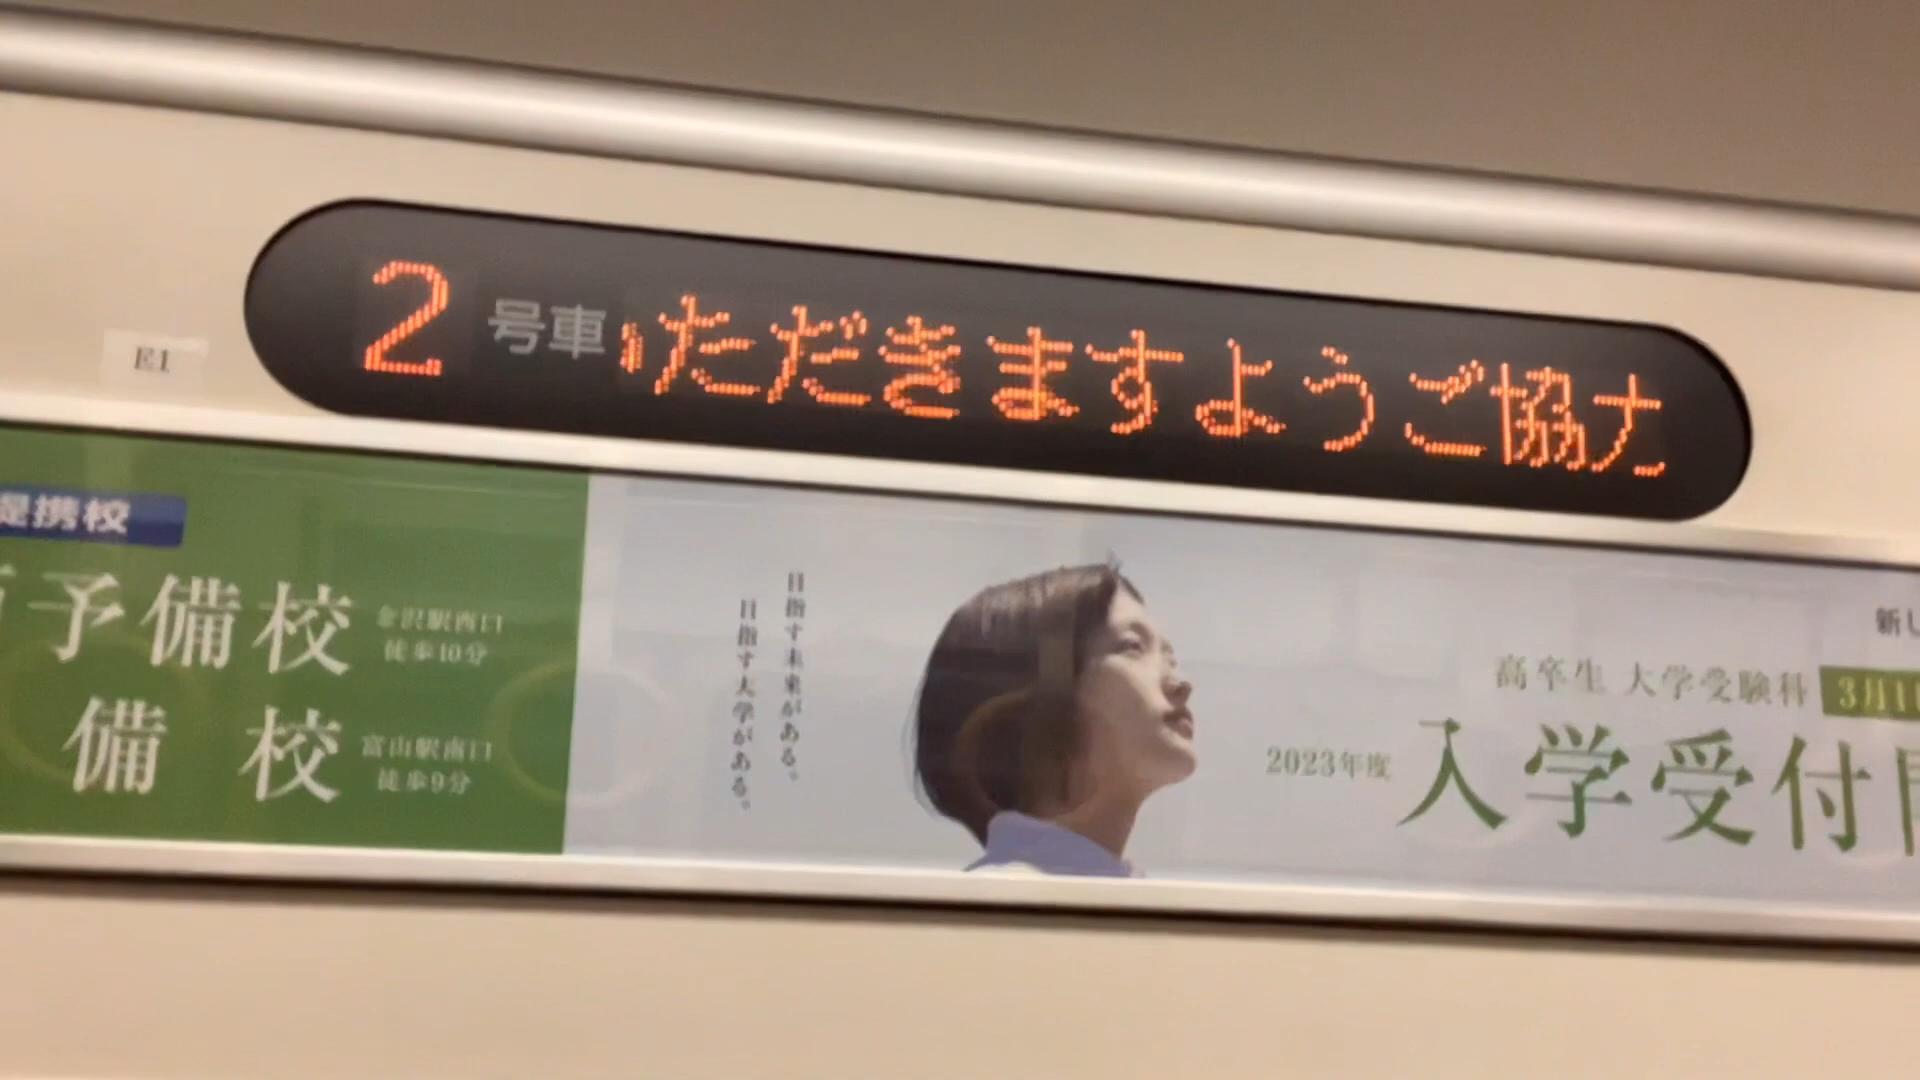 2 号車 いただきますようご協力
E1
提携校
予備校 金沢駅西口
徒歩10分
備校 富山駅南口
徒歩9分
目指す未来がある。
目指す大学がある。
新し
高卒生 大学受験科 3月1
2023年度 入学受付